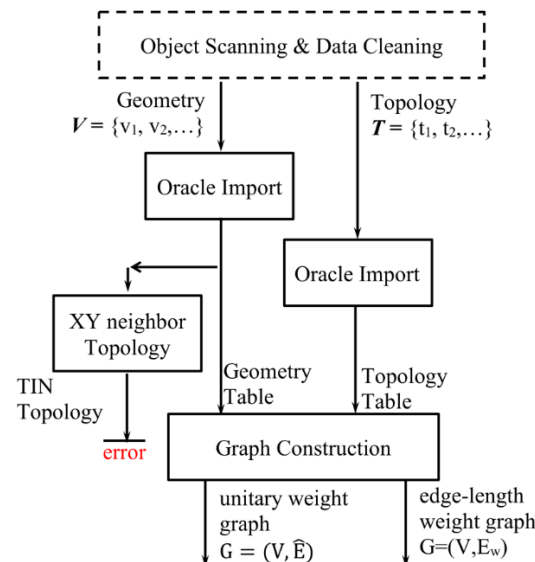 Object Scanning & Data Cleaning
Geometry
V = {v₁, v₂,…}
Topology
T = {t₁, t₂,…}
Oracle Import
Oracle Import
XY neighbor
Topology
TIN
Topology
error
Geometry
Table
Topology
Table
Graph Construction
unitary weight
graph
G = (V, Ê)
edge-length
weight graph
G=(V,E_w)